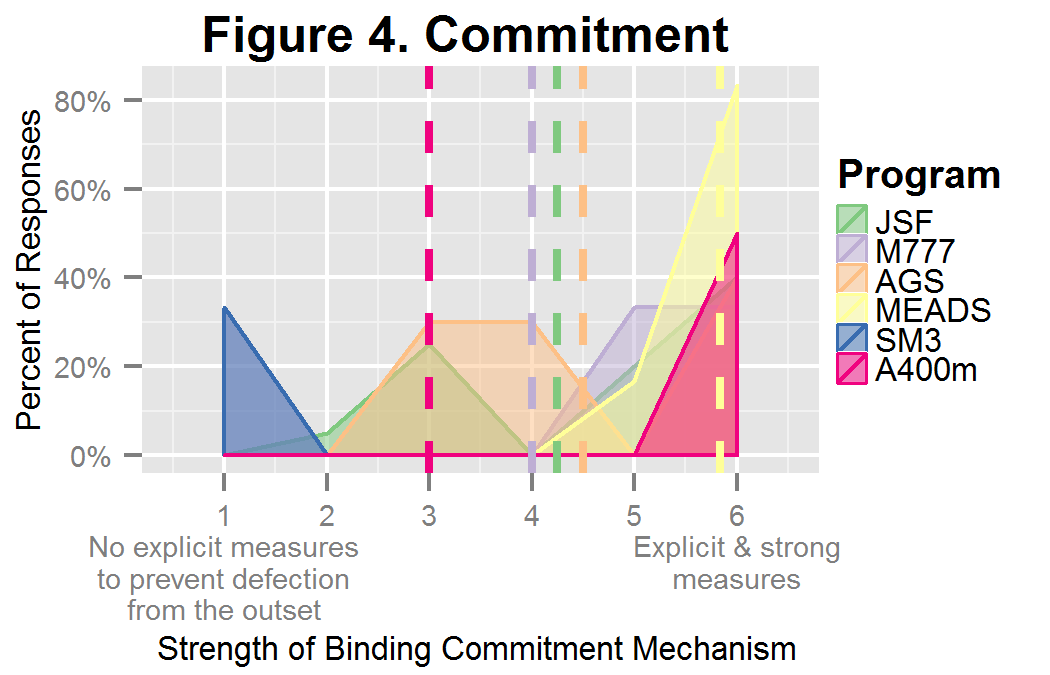 Figure 4. Commitment
Percent of Responses
80%
60%
40%
20%
0%
1 2 3 4 5 6
No explicit measures
to prevent defection
from the outset
Explicit & strong
measures
Strength of Binding Commitment Mechanism
Program
JSF
M777
AGS
MEADS
SM3
A400m